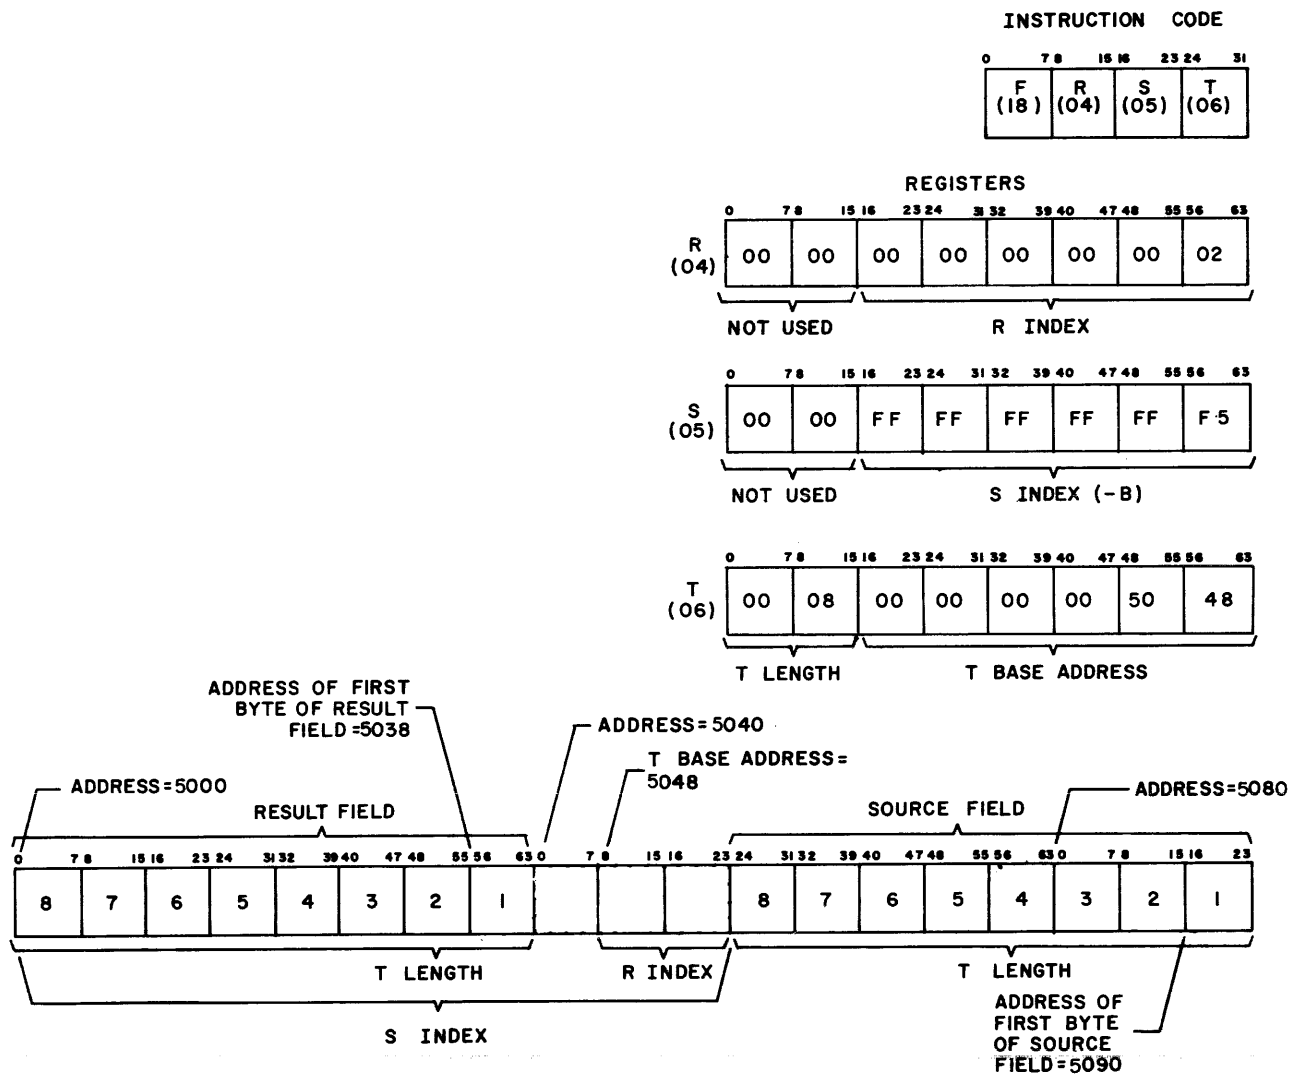 INSTRUCTION CODE
0 7 8 15 16 23 24 31
F R S T
(18) (04) (05) (06)
REGISTERS
0 7 8 15 16 23 24 31 32 39 40 47 48 55 56 63
R
(04)
00 00 00 00 00 00 00 02
NOT USED R INDEX
0 7 8 15 16 23 24 31 32 39 40 47 48 55 56 63
S
(05)
00 00 FF FF FF FF FF F5
NOT USED S INDEX (-B)
0 7 8 15 16 23 24 31 32 39 40 47 48 55 56 63
T
(06)
00 08 00 00 00 00 50 48
T LENGTH T BASE ADDRESS
ADDRESS OF FIRST
BYTE OF RESULT
FIELD=5038
ADDRESS=5040
T BASE ADDRESS=
5048
ADDRESS=5000
ADDRESS=5080
RESULT FIELD
SOURCE FIELD
0 7 8 15 16 23 24 31 32 39 40 47 48 55 56 63 0 7 8 15 16 23 24 31 32 39 40 47 48 55 56 63 0 7 8 15 16 23
8 7 6 5 4 3 2 1 8 7 6 5 4 3 2 1
T LENGTH R INDEX T LENGTH
S INDEX
ADDRESS OF
FIRST BYTE
OF SOURCE
FIELD=5090